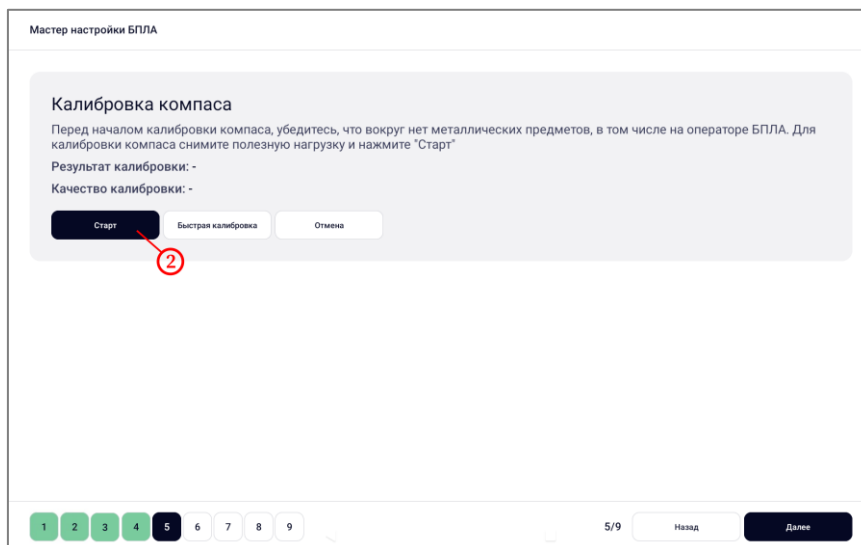 Мастер настройки БПЛА
Калибровка компаса
Перед началом калибровки компаса, убедитесь, что вокруг нет металлических предметов, в том числе на операторе БПЛА. Для
калибровки компаса снимите полезную нагрузку и нажмите "Старт"
Результат калибровки: -
Качество калибровки: -
Старт Быстрая калибровка Отмена
2
1 2 3 4 5 6 7 8 9 5/9 Назад Далее